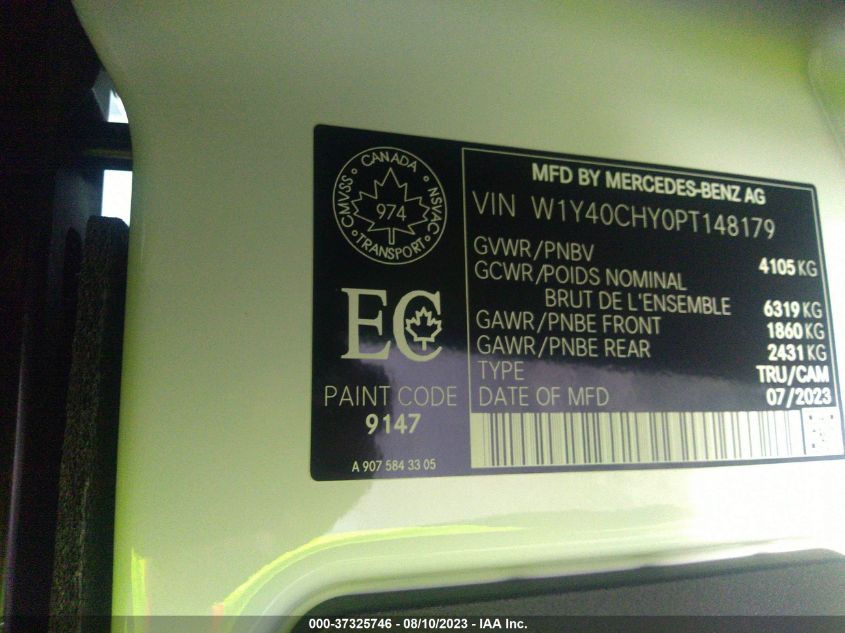 CANADA
CMVSS
NSVAC
974
TRANSPORT
EC
PAINT CODE
9147
A 907 584 33 05
MFD BY MERCEDES-BENZ AG
VIN W1Y40CHY0PT148179
GVWR/PNBV 4105 KG
GCWR/POIDS NOMINAL
BRUT DE L'ENSEMBLE 6319 KG
GAWR/PNBE FRONT 1860 KG
GAWR/PNBE REAR 2431 KG
TYPE TRU/CAM
DATE OF MFD 07/2023
000-37325746 - 08/10/2023 - IAA Inc.